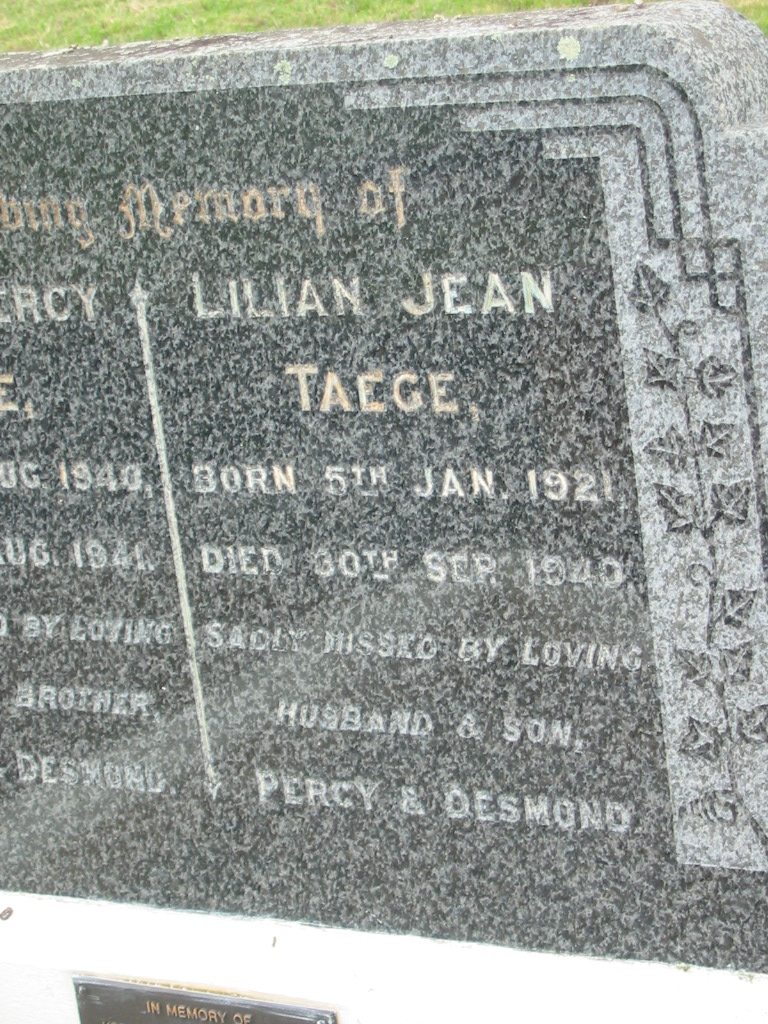 Memory of
ERCY LILIAN JEAN
E, TAEGE,
UG 1940, BORN 5TH JAN. 1921.
AUG. 1941. DIED 30TH SEP. 1940.
D BY LOVING SADLY MISSED BY LOVING
BROTHER, HUSBAND & SON,
DESMOND. PERCY & DESMOND.
IN MEMORY OF